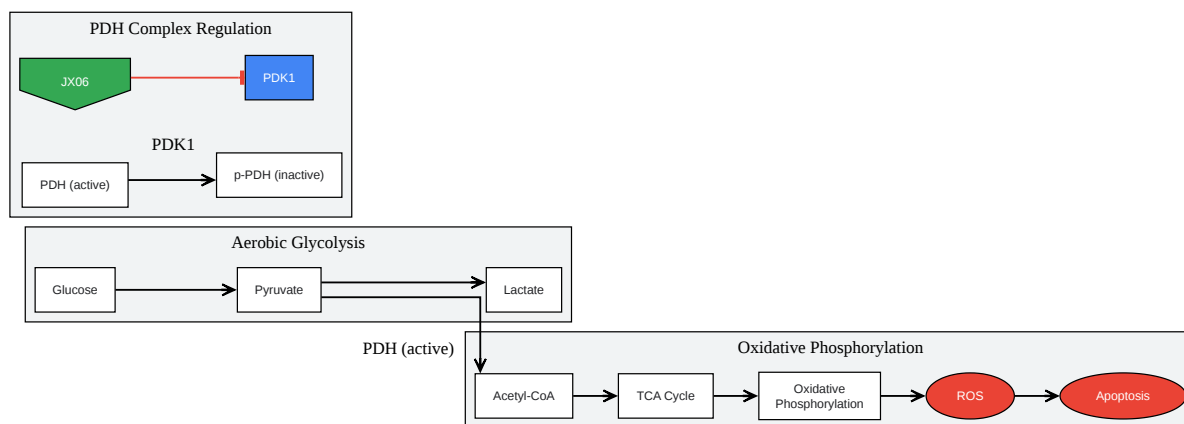 PDH Complex Regulation
JX06
PDK1
PDK1
PDH (active)
p-PDH (inactive)
Aerobic Glycolysis
Glucose
Pyruvate
Lactate
PDH (active)
Oxidative Phosphorylation
Acetyl-CoA
TCA Cycle
Oxidative
Phosphorylation
ROS
Apoptosis